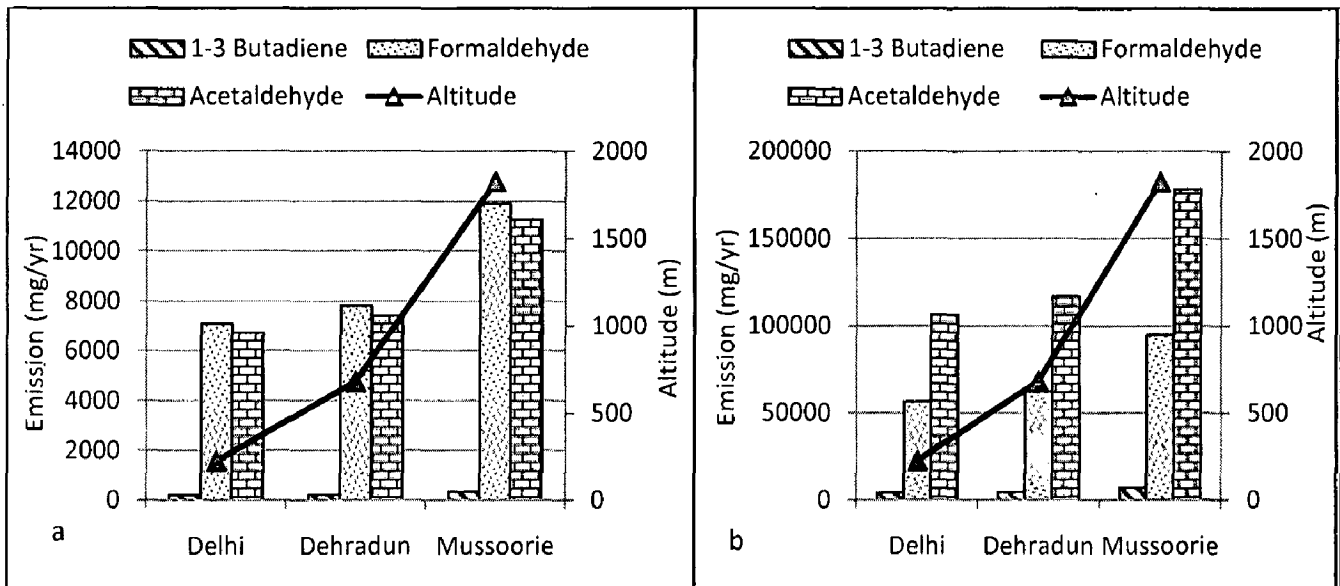 1-3 Butadiene Formaldehyde
Acetaldehyde Altitude
Emission (mg/yr)
14000
12000
10000
8000
6000
4000
2000
0
2000
1500
1000
500
0
Altitude (m)
Delhi Dehradun Mussoorie
a
1-3 Butadiene Formaldehyde
Acetaldehyde Altitude
Emission (mg/yr)
200000
150000
100000
50000
0
2000
1500
1000
500
0
Altitude (m)
Delhi Dehradun Mussoorie
b